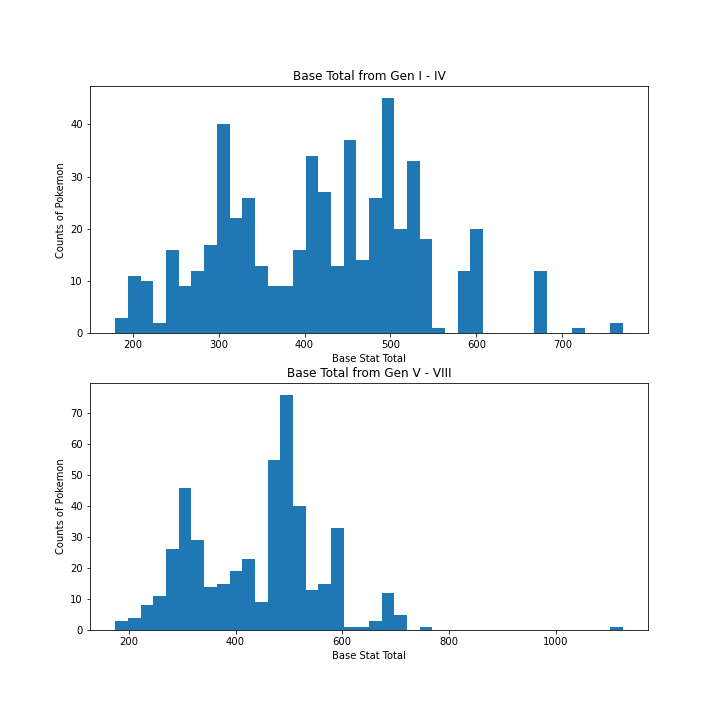 Base Total from Gen I - IV
Counts of Pokemon
40
30
20
10
0
200 300 400 500 600 700
Base Stat Total
Base Total from Gen V - VIII
Counts of Pokemon
70
60
50
40
30
20
10
0
200 400 600 800 1000
Base Stat Total